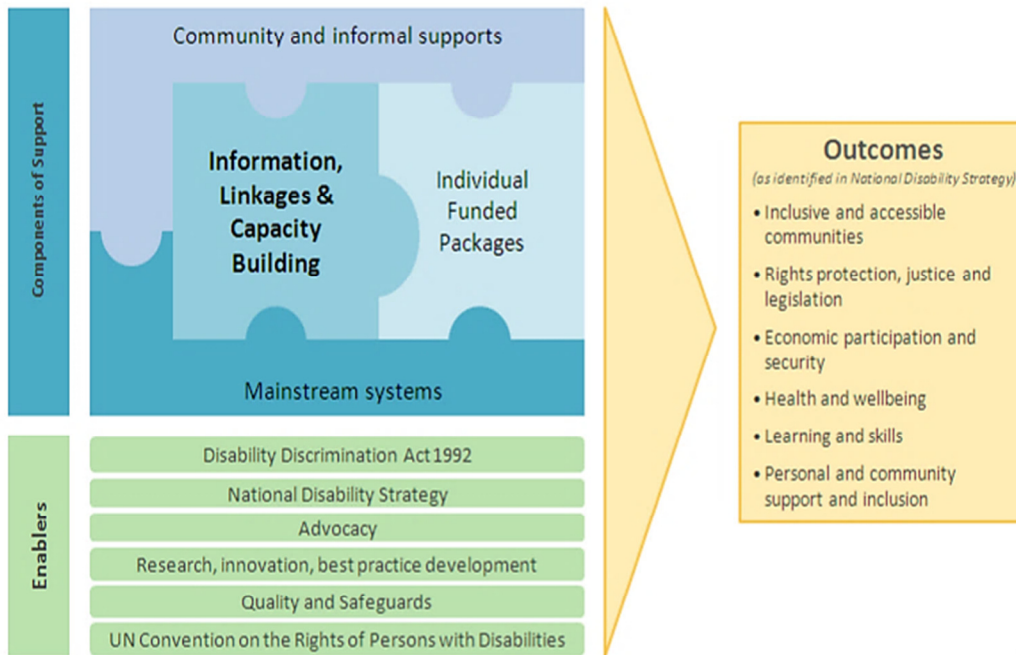 Components of Support
Community and informal supports
Information,
Linkages &
Capacity
Building
Individual
Funded
Packages
Mainstream systems
Enablers
Disability Discrimination Act 1992
National Disability Strategy
Advocacy
Research, innovation, best practice development
Quality and Safeguards
UN Convention on the Rights of Persons with Disabilities
Outcomes
(as identified in National Disability Strategy)
• Inclusive and accessible
communities
• Rights protection, justice and
legislation
• Economic participation and
security
• Health and wellbeing
• Learning and skills
• Personal and community
support and inclusion